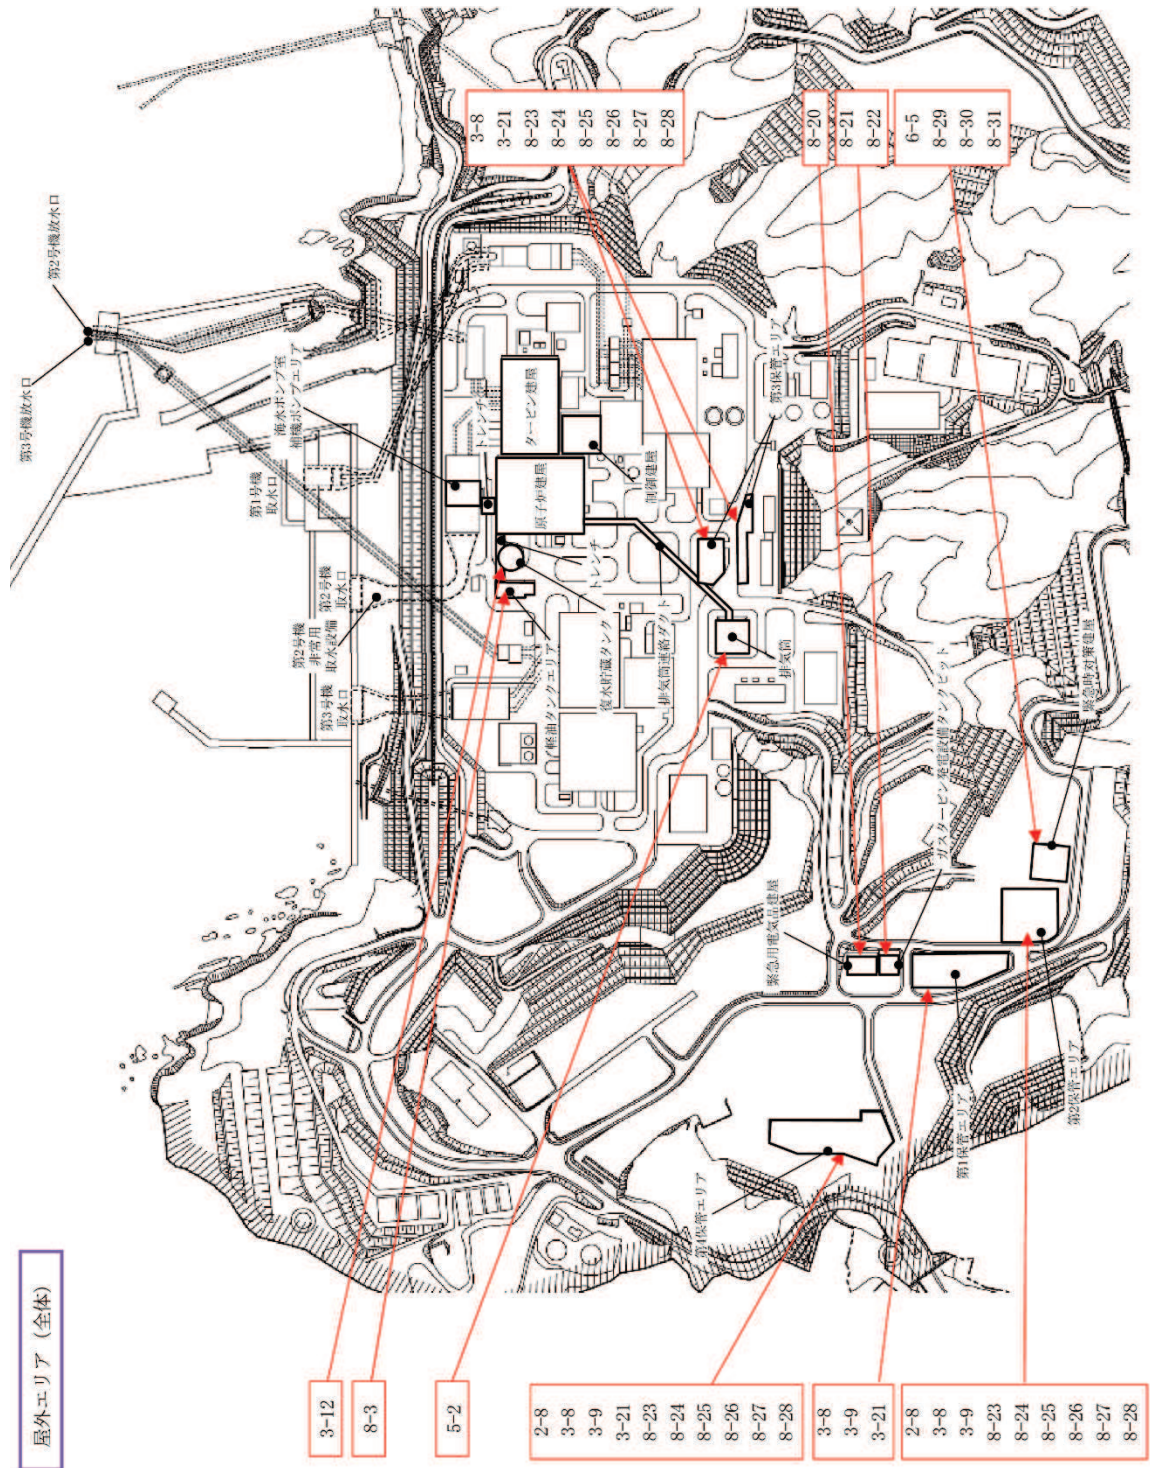 屋外エリア（全体）
第3号機放水口
第2号機放水口
第1号機
取水口
海水ポンプ室
補機ポンプエリア
第2号機
取水口
第2号機
非常用
取水設備
第3号機
取水口
トレンチ
タービン建屋
原子炉建屋
制御建屋
トレンチ
復水貯蔵タンク
軽油タンクエリア
排気筒連絡ダクト
排気筒
第3保管エリア
緊急用電気品建屋
ガスタービン発電設備タンクピット
緊急時対策建屋
第1保管エリア
第2保管エリア
第4保管エリア
3-8
3-21
8-23
8-24
8-25
8-26
8-27
8-28
8-20
8-21
8-22
6-5
8-29
8-30
8-31
3-12
8-3
5-2
2-8
3-8
3-9
3-21
8-23
8-24
8-25
8-26
8-27
8-28
3-8
3-9
3-21
2-8
3-8
3-9
8-23
8-24
8-25
8-26
8-27
8-28